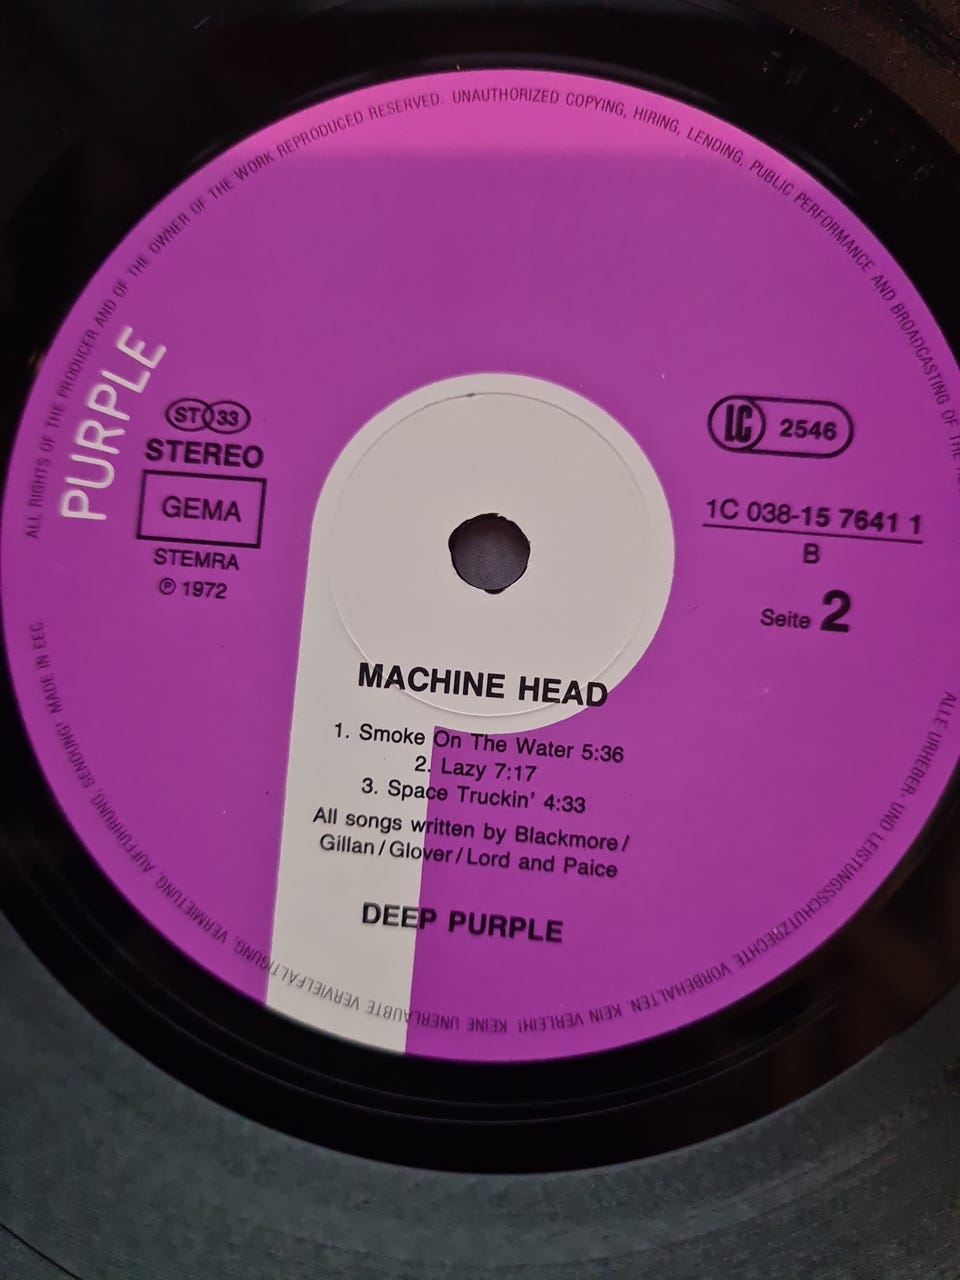 ALL RIGHTS OF THE PRODUCER AND OF THE OWNER OF THE WORK REPRODUCED RESERVED. UNAUTHORIZED COPYING, HIRING, LENDING, PUBLIC PERFORMANCE AND BROADCASTING OF THE
PURPLE
ST 33
STEREO
GEMA
STEMRA
℗ 1972
LC 2546
1C 038-15 7641 1
B
Seite 2
MACHINE HEAD
1. Smoke On The Water 5:36
2. Lazy 7:17
3. Space Truckin' 4:33
All songs written by Blackmore/
Gillan/Glover/Lord and Paice
DEEP PURPLE
ALLE URHEBER- UND LEISTUNGSSCHUTZRECHTE VORBEHALTEN. KEIN VERLEIH! KEINE UNERLAUBTE VERVIELFÄLTIGUNG, VERMIETUNG, AUFFÜHRUNG, SENDUNG! MADE IN EEC